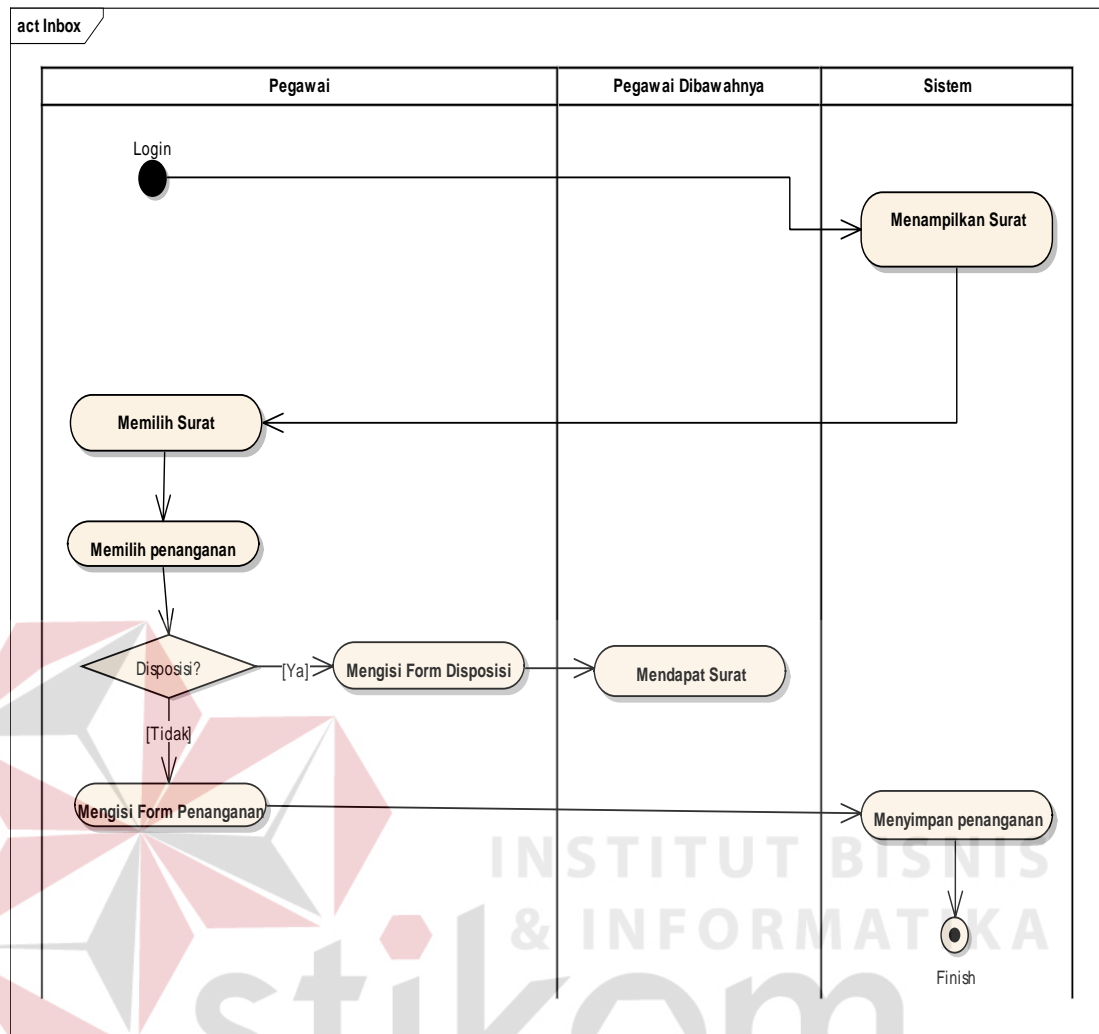 act Inbox
Pegawai
Pegawai Dibawahnya
Sistem
Login
Menampilkan Surat
Memilih Surat
Memilih penanganan
Disposisi?
[Ya]
Mengisi Form Disposisi
Mendapat Surat
[Tidak]
Mengisi Form Penanganan
Menyimpan penanganan
INSTITUT BISNIS
& INFORMATIKA
stikom
Finish